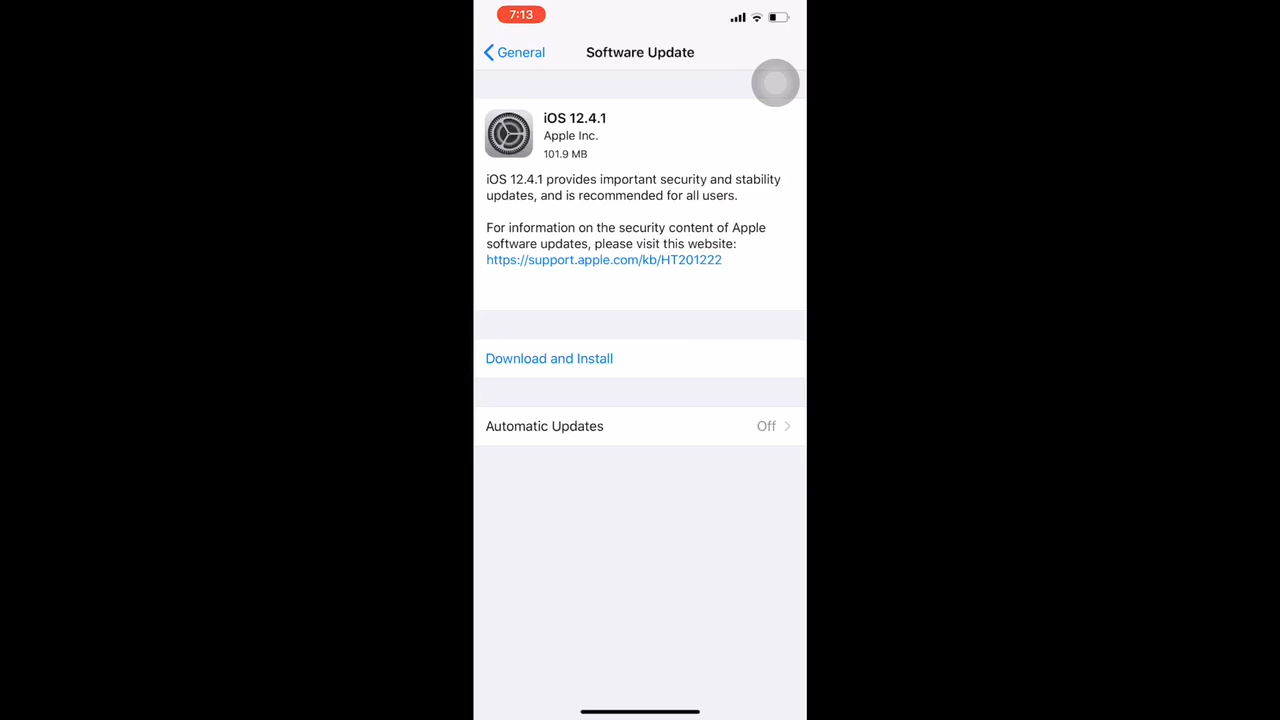 7:13
General
Software Update
iOS 12.4.1
Apple Inc.
101.9 MB
iOS 12.4.1 provides important security and stability
updates, and is recommended for all users.
For information on the security content of Apple
software updates, please visit this website:
https://support.apple.com/kb/HT201222
Download and Install
Automatic Updates Off